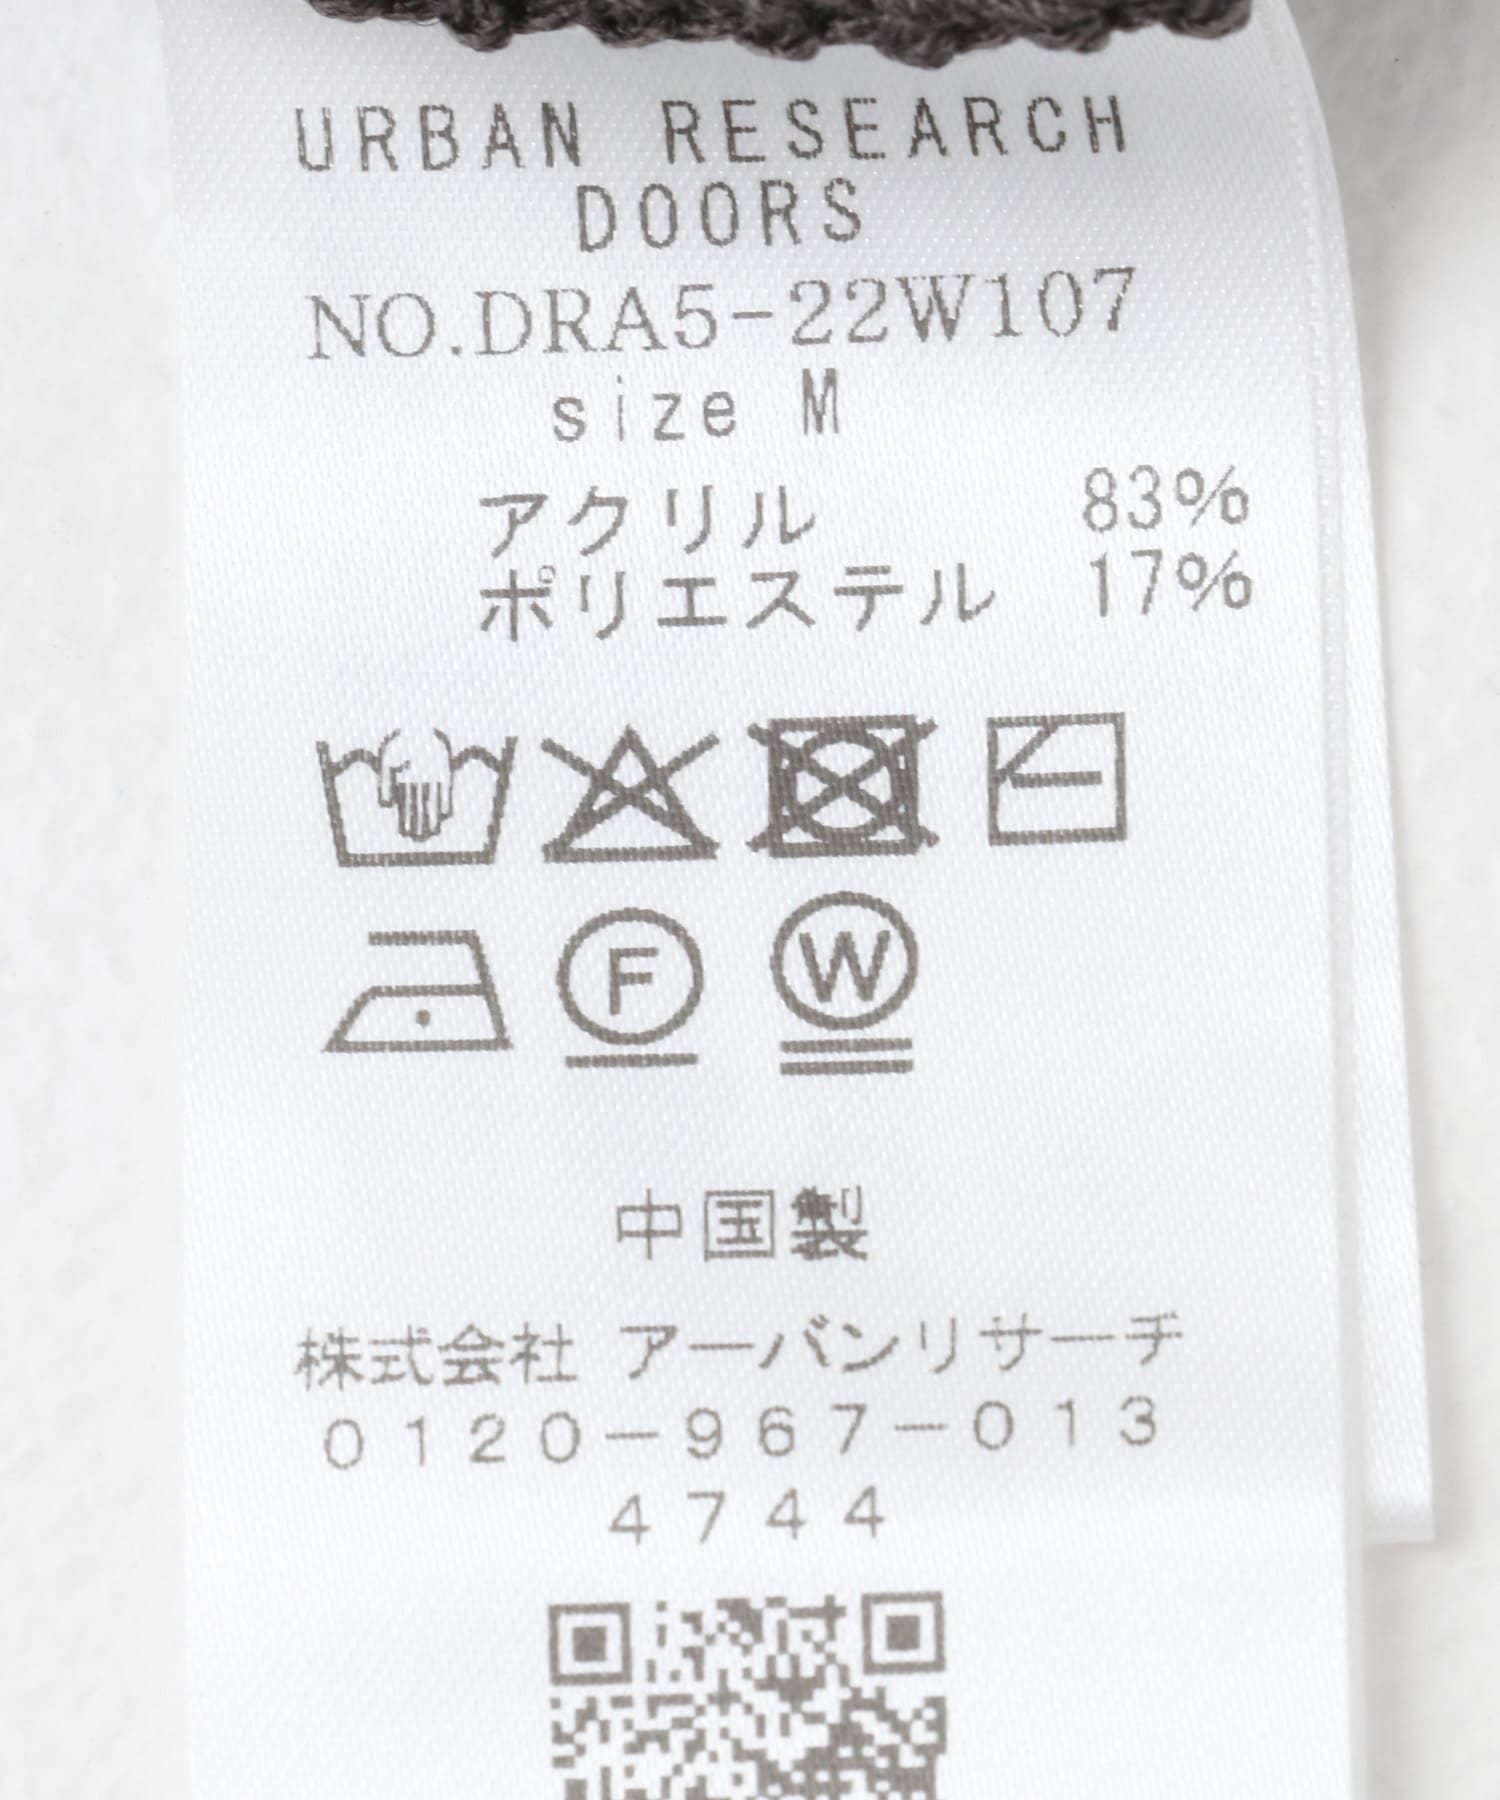 URBAN RESEARCH
DOORS
NO.DRA5-22W107
size M
アクリル 83%
ポリエステル 17%
F W
中国製
株式会社 アーバンリサーチ
0120-967-013
4744